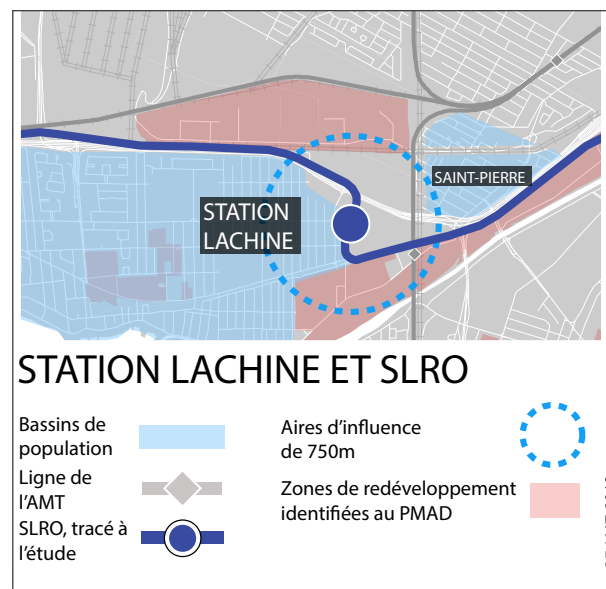 SAINT-PIERRE
STATION
LACHINE
STATION LACHINE ET SLRO
Bassins de
population
Ligne de
l'AMT
SLRO, tracé à
l'étude
Aires d'influence
de 750m
Zones de redéveloppement
identifiées au PMAD